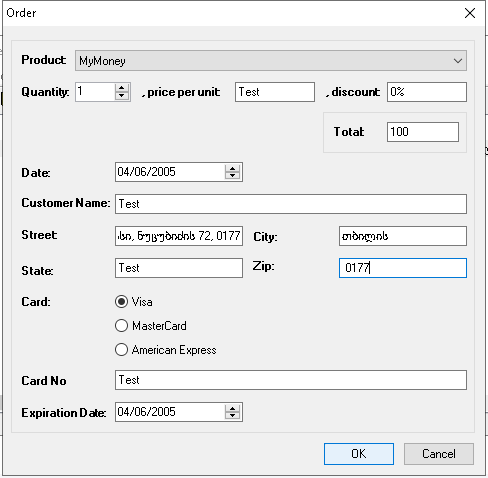 Order
Product: MyMoney
Quantity: 1 , price per unit: Test , discount: 0%
Total: 100
Date: 04/06/2005
Customer Name: Test
Street: ნუცუბიძის 72, 0177 City: თბილის
State: Test Zip: 0177
Card: Visa
MasterCard
American Express
Card No Test
Expiration Date: 04/06/2005
OK Cancel